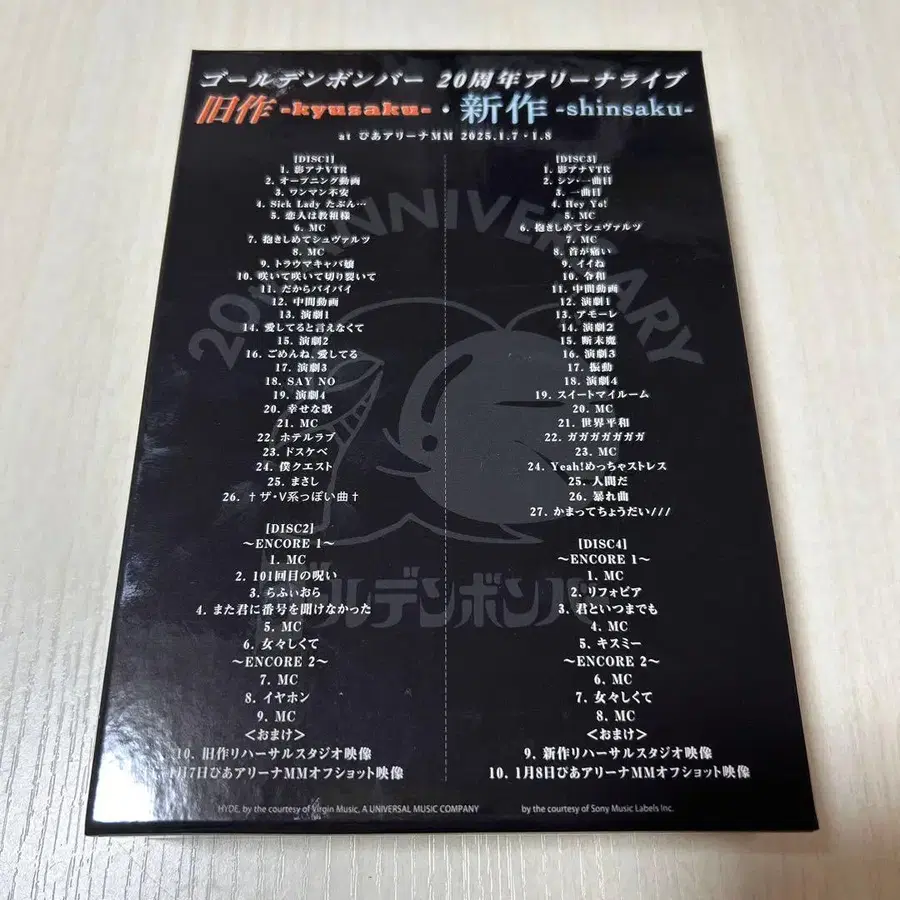 ゴールデンボンバー 20周年アリーナライブ
旧作 -kyusaku- ・ 新作 -shinsaku-
at ぴあアリーナMM 2025.1.7・1.8
[DISC1]
1. 影アナVTR
2. オープニング動画
3. ワンマン不安
4. Sick Lady たぶん…
5. 恋人は教祖様
6. MC
7. 抱きしめてシュヴァルツ
8. MC
9. トラウマキャバ嬢
10. 咲いて咲いて切り裂いて
11. だからバイバイ
12. 中間動画
13. 演劇1
14. 愛してると言えなくて
15. 演劇2
16. ごめんね、愛してる
17. 演劇3
18. SAY NO
19. 演劇4
20. 幸せな歌
21. MC
22. ホテルラブ
23. ドスケベ
24. 僕クエスト
25. まさし
26. †ザ・V系っぽい曲†
[DISC2]
～ENCORE 1～
1. MC
2. 101回目の呪い
3. らふぃおら
4. また君に番号を聞けなかった
5. MC
6. 女々しくて
～ENCORE 2～
7. MC
8. イヤホン
9. MC
＜おまけ＞
10. 旧作リハーサルスタジオ映像
1月7日ぴあアリーナMMオフショット映像
[DISC3]
1. 影アナVTR
2. シン・一曲目
3. 一曲目
4. Hey Yo!
5. MC
6. 抱きしめてシュヴァルツ
7. MC
8. 首が痛い
9. イイね
10. 令和
11. 中間動画
12. 演劇1
13. アモーレ
14. 演劇2
15. 断末魔
16. 演劇3
17. 振動
18. 演劇4
19. スイートマイルーム
20. MC
21. 世界平和
22. ガガガガガガガ
23. MC
24. Yeah!めっちゃストレス
25. 人間だ
26. 暴れ曲
27. かまってちょうだい///
[DISC4]
～ENCORE 1～
1. MC
2. リフォビア
3. 君といつまでも
4. MC
5. キスミー
～ENCORE 2～
6. MC
7. 女々しくて
8. MC
＜おまけ＞
9. 新作リハーサルスタジオ映像
10. 1月8日ぴあアリーナMMオフショット映像
20th ANNIVERSARY
ゴールデンボンバー
HYDE, by the courtesy of Virgin Music, A UNIVERSAL MUSIC COMPANY
by the courtesy of Sony Music Labels Inc.